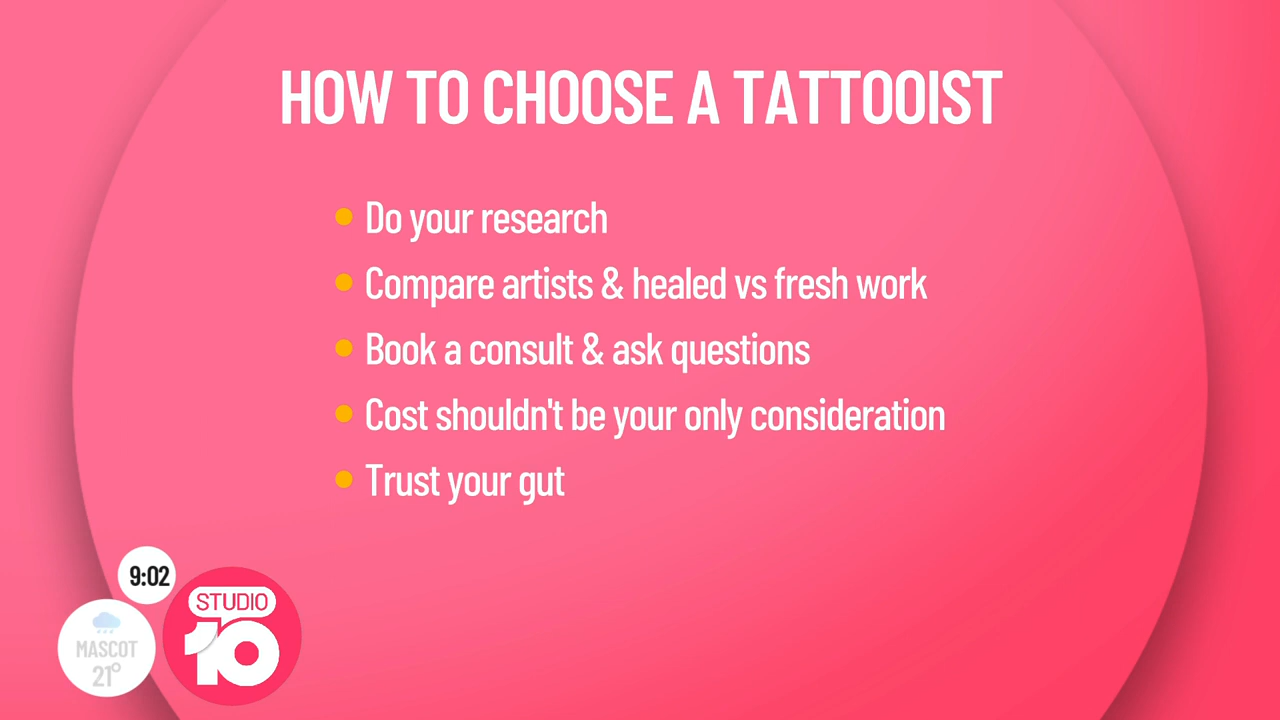 HOW TO CHOOSE A TATTOOIST
Do your research
Compare artists & healed vs fresh work
Book a consult & ask questions
Cost shouldn't be your only consideration
Trust your gut
9:02
STUDIO
10
MASCOT
21°